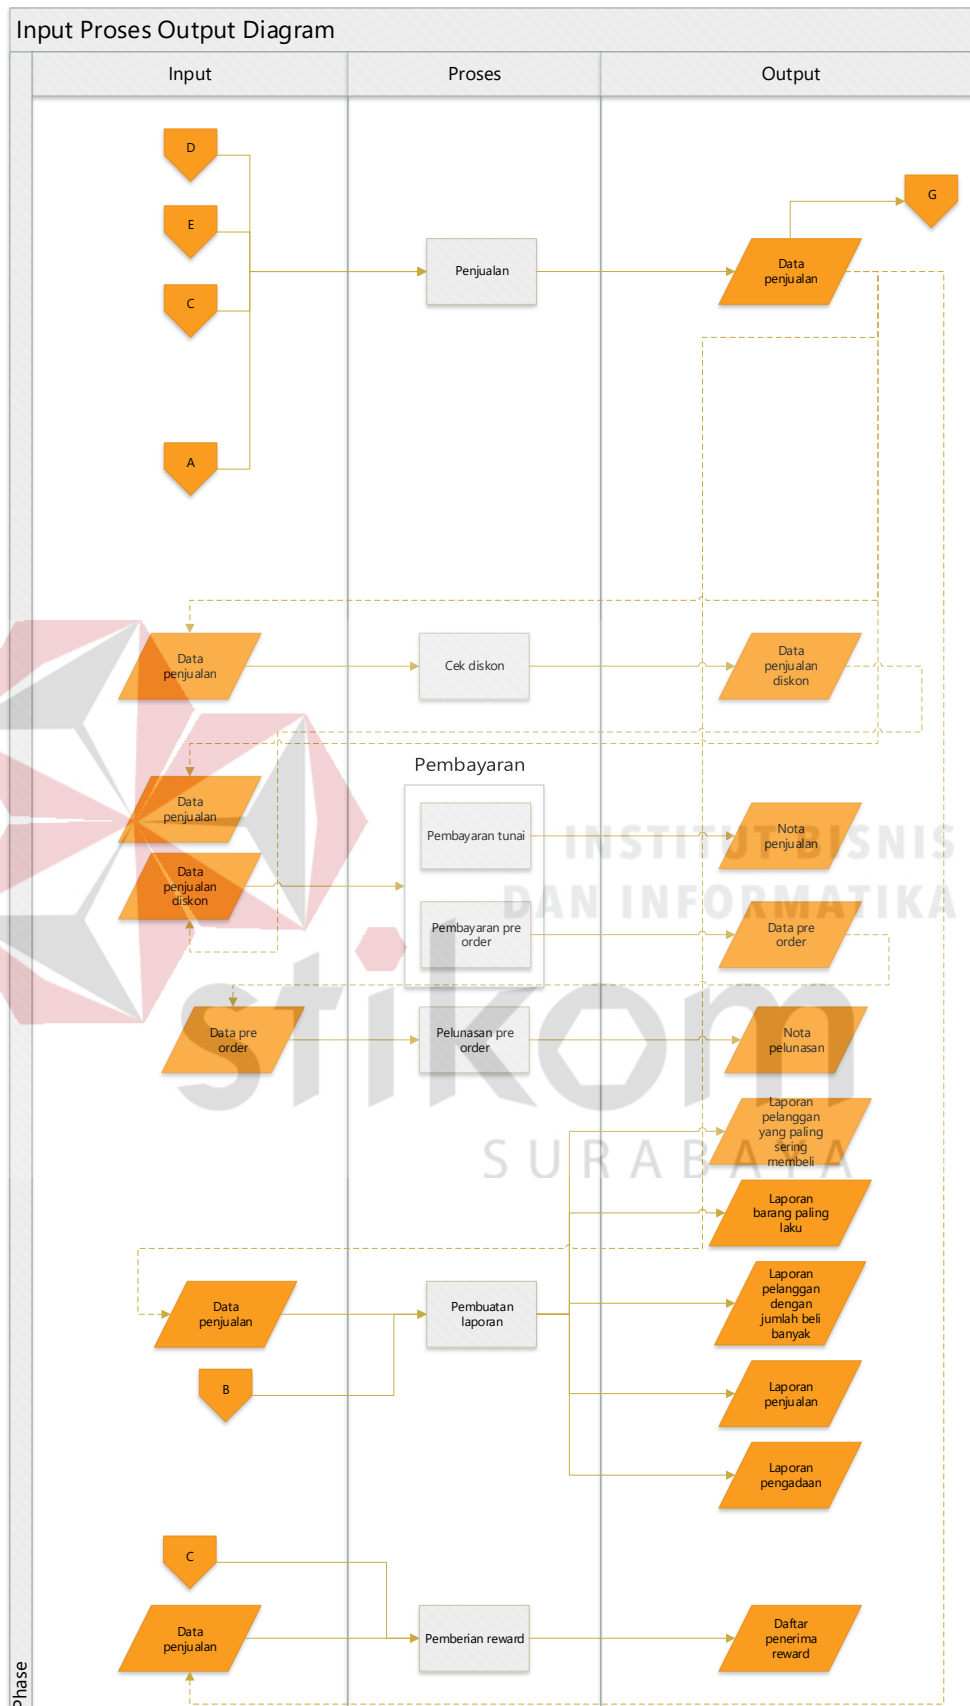 Input Proses Output Diagram
Input
Proses
Output
D
G
E
Penjualan
Data
penjualan
C
A
Data
penjualan
Cek diskon
Data
penjualan
diskon
Pembayaran
Data
penjualan
Pembayaran tunai
Nota
penjualan
INSTITUT BISNIS
DAN INFORMATIKA
Data
penjualan
diskon
Pembayaran pre
order
Data pre
order
stikom
SURABAYA
Data pre
order
Pelunasan pre
order
Nota
pelunasan
Laporan
pelanggan
yang paling
sering
membeli
Laporan
barang paling
laku
Data
penjualan
Pembuatan
laporan
Laporan
pelanggan
dengan
jumlah beli
banyak
B
Laporan
penjualan
Laporan
pengadaan
C
Data
penjualan
Pemberian reward
Daftar
penerima
reward
Phase